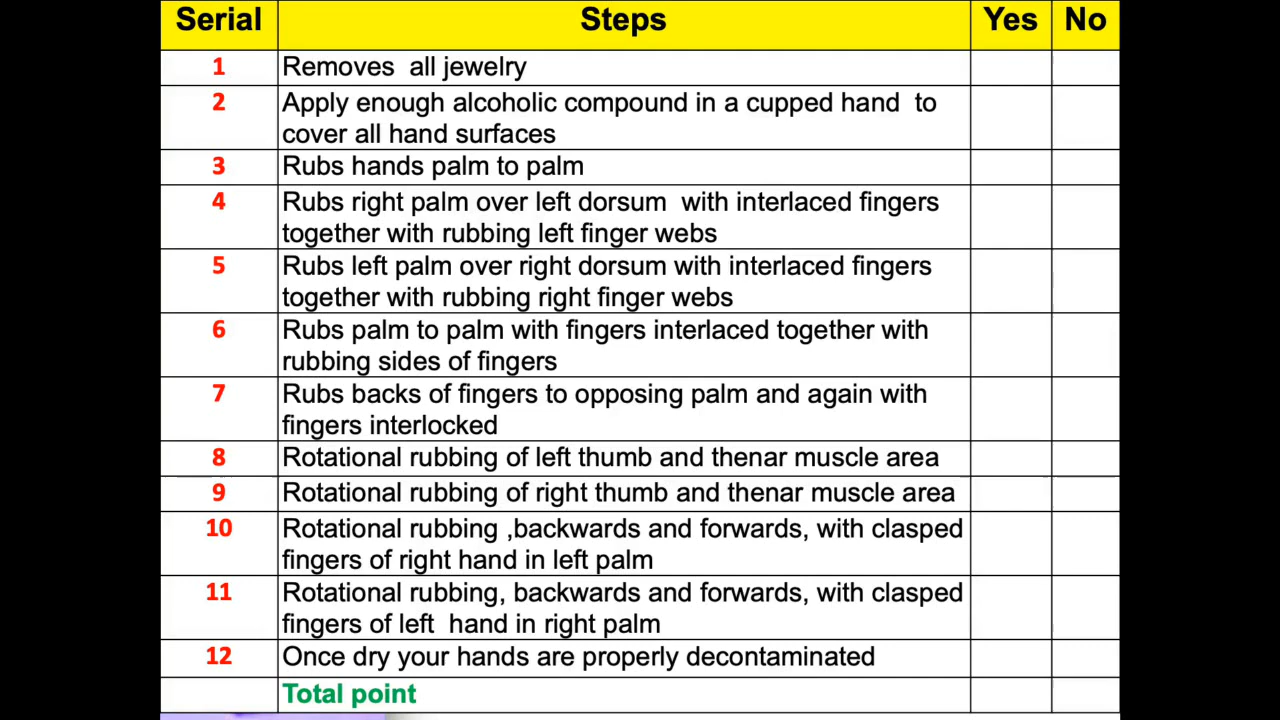 Serial Steps Yes No
1 Removes all jewelry
2 Apply enough alcoholic compound in a cupped hand to
cover all hand surfaces
3 Rubs hands palm to palm
4 Rubs right palm over left dorsum with interlaced fingers
together with rubbing left finger webs
5 Rubs left palm over right dorsum with interlaced fingers
together with rubbing right finger webs
6 Rubs palm to palm with fingers interlaced together with
rubbing sides of fingers
7 Rubs backs of fingers to opposing palm and again with
fingers interlocked
8 Rotational rubbing of left thumb and thenar muscle area
9 Rotational rubbing of right thumb and thenar muscle area
10 Rotational rubbing ,backwards and forwards, with clasped
fingers of right hand in left palm
11 Rotational rubbing, backwards and forwards, with clasped
fingers of left hand in right palm
12 Once dry your hands are properly decontaminated
Total point